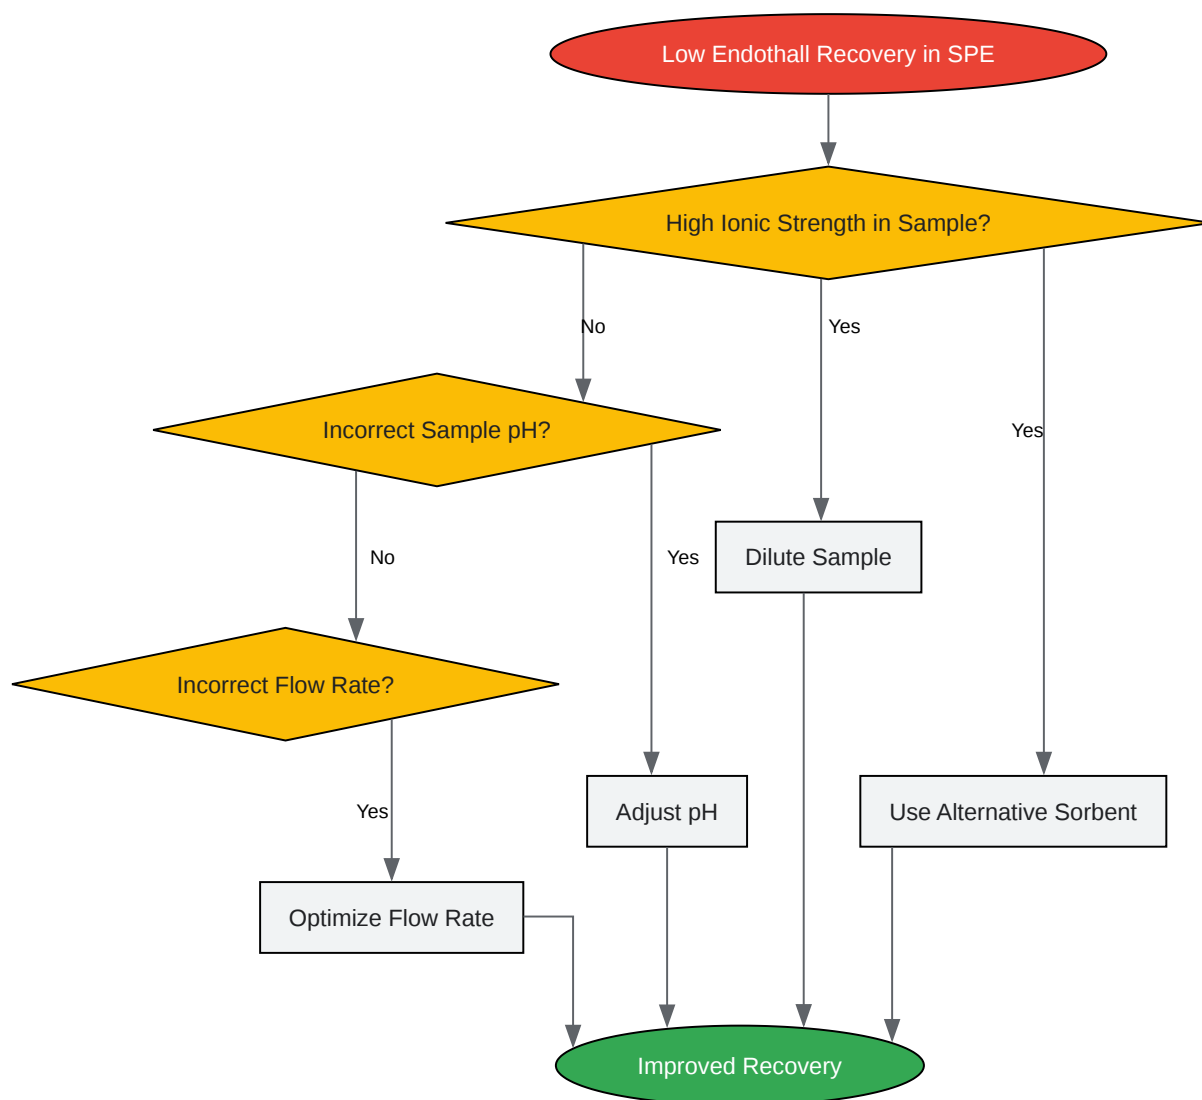 Low Endothall Recovery in SPE
High Ionic Strength in Sample?
No
Yes
Yes
Incorrect Sample pH?
No
Yes
Dilute Sample
Incorrect Flow Rate?
Yes
Adjust pH
Use Alternative Sorbent
Optimize Flow Rate
Improved Recovery